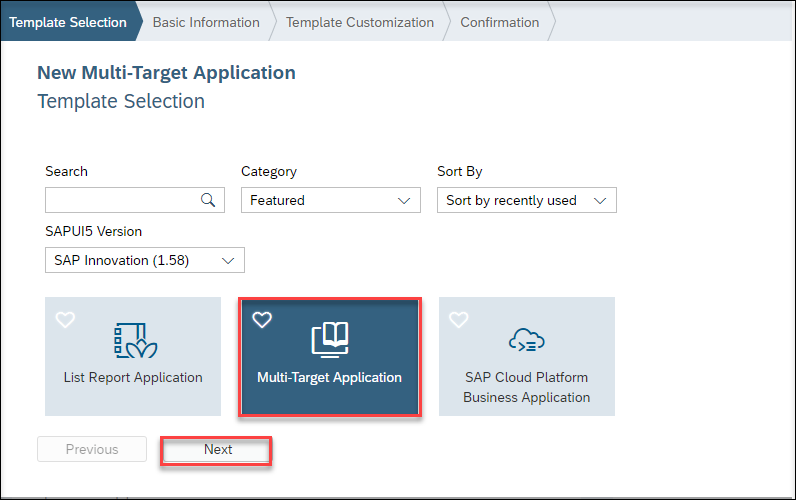 Template Selection
Basic Information
Template Customization
Confirmation
New Multi-Target Application
Template Selection
Search
Category
Sort By
Featured
Sort by recently used
SAPUI5 Version
SAP Innovation (1.58)
List Report Application
Multi-Target Application
SAP Cloud Platform
Business Application
Previous
Next